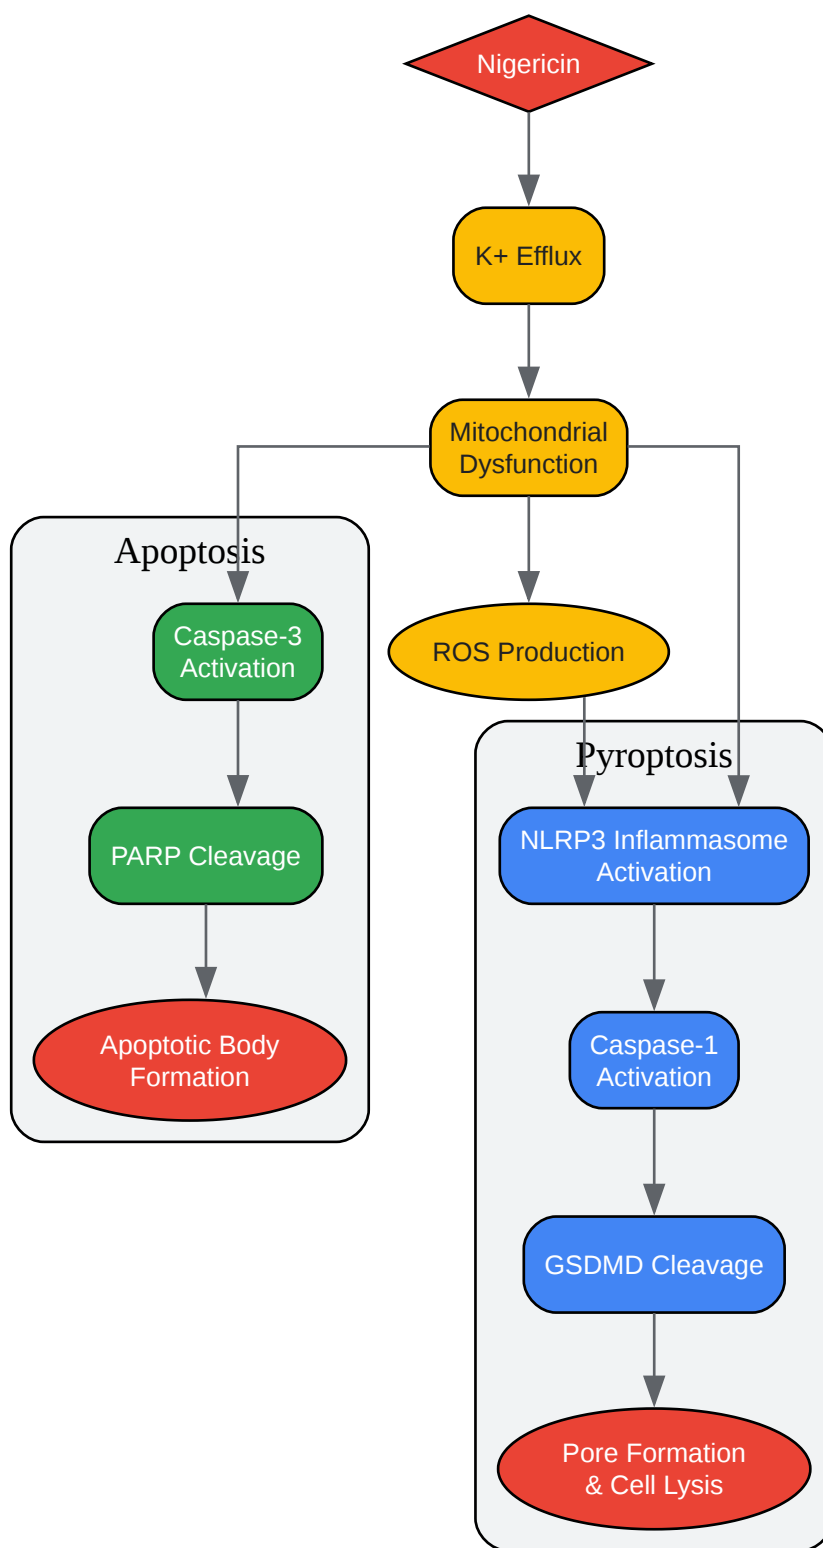 Nigericin
K+ Efflux
Mitochondrial
Dysfunction
Apoptosis
Caspase-3
Activation
ROS Production
Pyroptosis
PARP Cleavage
NLRP3 Inflammasome
Activation
Apoptotic Body
Formation
Caspase-1
Activation
GSDMD Cleavage
Pore Formation
& Cell Lysis